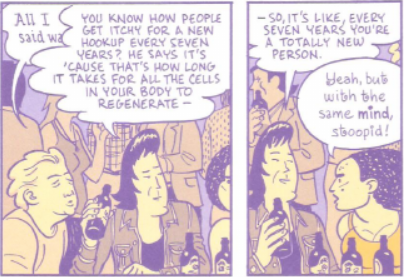 All I
said wa
YOU KNOW HOW PEOPLE
GET ITCHY FOR A NEW
HOOKUP EVERY SEVEN
YEARS? HE SAYS IT'S
'CAUSE THAT'S HOW LONG
IT TAKES FOR ALL THE CELLS
IN YOUR BODY TO
REGENERATE —
— SO, IT'S LIKE, EVERY
SEVEN YEARS YOU'RE
A TOTALLY NEW
PERSON.
Yeah, but
with the
same mind,
stoopid!